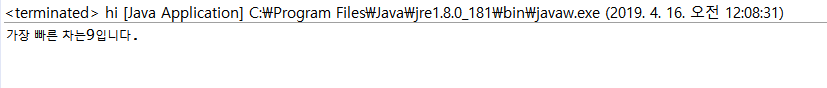 <terminated> hi [Java Application] C:₩Program Files₩Java₩jre1.8.0_181₩bin₩javaw.exe (2019. 4. 16. 오전 12:08:31)
가장 빠른 차는9입니다.